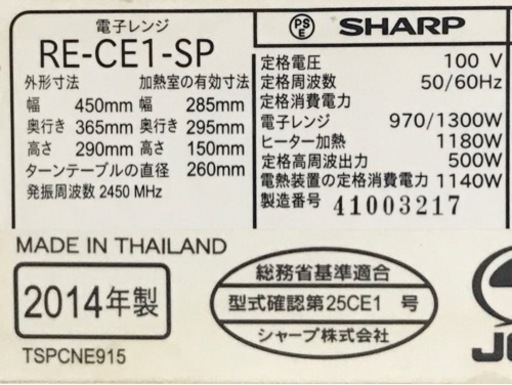 電子レンジ
RE-CE1-SP
外形寸法 加熱室の有効寸法
幅 450mm 幅 285mm
奥行き 365mm 奥行き 295mm
高さ 290mm 高さ 150mm
ターンテーブルの直径 260mm
発振周波数 2450 MHz
PS
E
SHARP
定格電圧 100 V
定格周波数 50/60Hz
定格消費電力
電子レンジ 970/1300W
ヒーター加熱 1180W
定格高周波出力 500W
電熱装置の定格消費電力 1140W
製造番号 41003217
MADE IN THAILAND
2014年製
TSPCNE915
総務省基準適合
型式確認第25CE1 号
シャープ株式会社